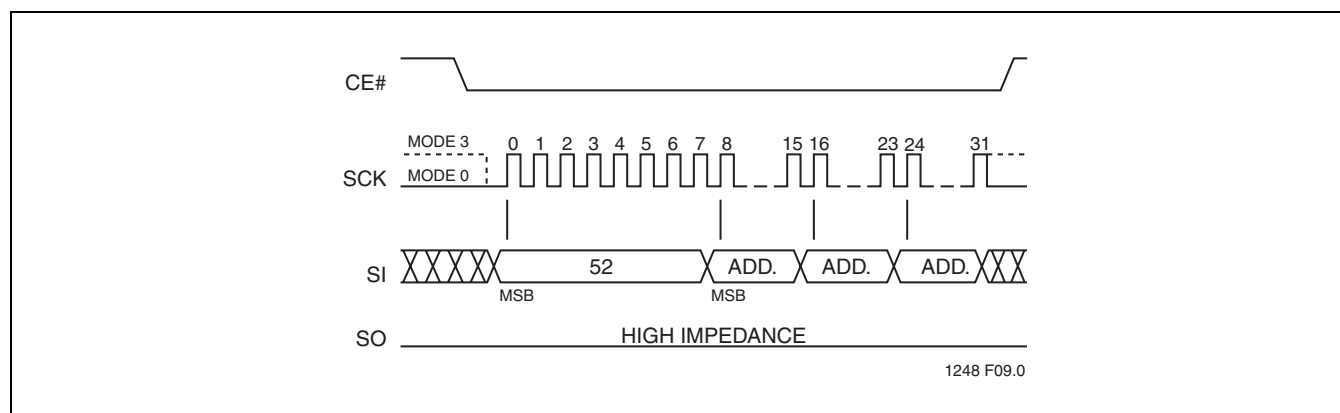 CE#
MODE 3 0 1 2 3 4 5 6 7 8 15 16 23 24 31
SCK MODE 0
SI 52 ADD. ADD. ADD.
MSB MSB
SO HIGH IMPEDANCE
1248 F09.0